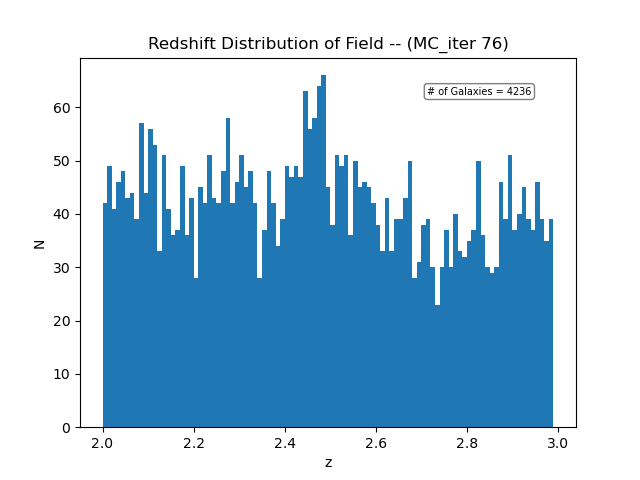 Redshift Distribution of Field -- (MC_iter 76)
# of Galaxies = 4236
60
50
40
30
20
10
0
N
2.0 2.2 2.4 2.6 2.8 3.0
z